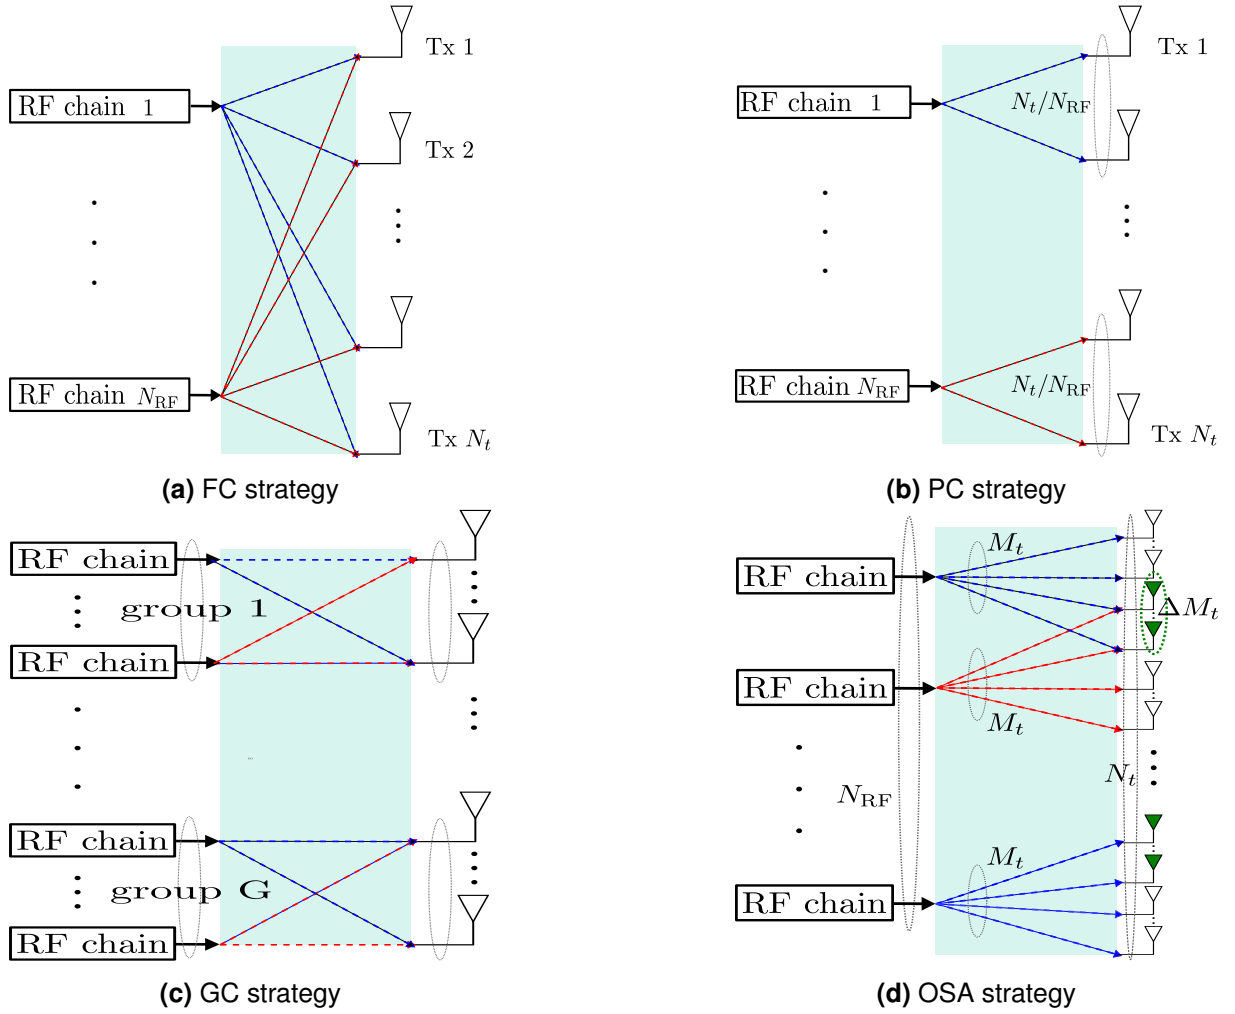 Tx 1
RF chain 1
Tx 2
RF chain N_RF
Tx N_t
(a) FC strategy
Tx 1
RF chain 1
N_t/N_RF
RF chain N_RF
N_t/N_RF
Tx N_t
(b) PC strategy
RF chain
group 1
RF chain
RF chain
group G
RF chain
(c) GC strategy
M_t
RF chain
ΔM_t
RF chain
M_t
N_t
N_RF
M_t
RF chain
(d) OSA strategy